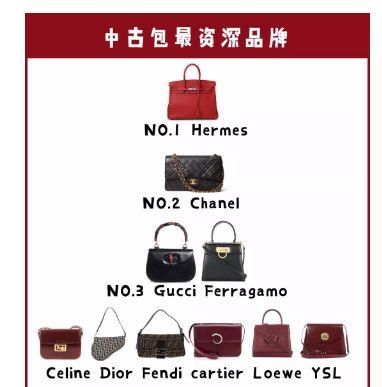 中古包最资深品牌
NO.1 Hermes
NO.2 Chanel
NO.3 Gucci Ferragamo
Celine Dior Fendi cartier Loewe YSL